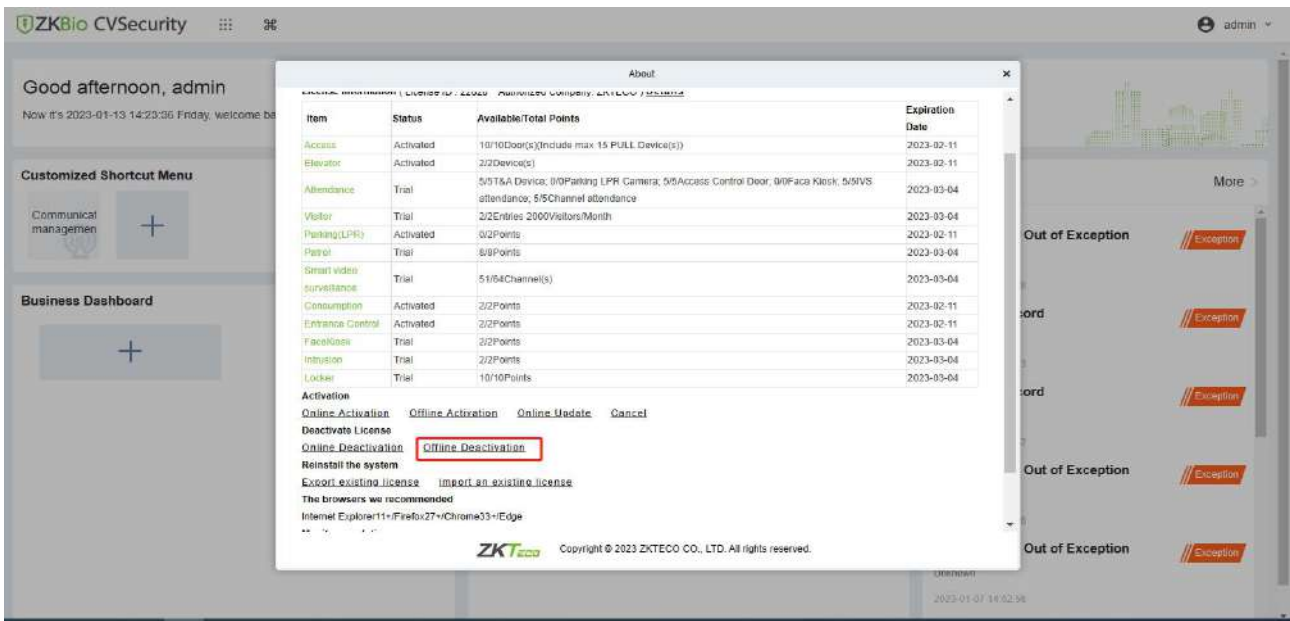 ZKBio CVSecurity
admin
Good afternoon, admin
Now it's 2023-01-13 14:23:36 Friday, welcome ba
Customized Shortcut Menu
Communicat
managemen
Business Dashboard
About
License Information ( License ID : 22028 Authorized Company: ZKTECO ) Details
Item Status Available/Total Points Expiration Date
Access Activated 10/10Door(s)(Include max 15 PULL Device(s)) 2023-02-11
Elevator Activated 2/2Device(s) 2023-02-11
Attendance Trial 5/5T&A Device; 0/0Parking LPR Camera; 5/5Access Control Door; 0/0Face Kiosk; 5/5IVS
attendance; 5/5Channel attendance 2023-03-04
Visitor Trial 2/2Entries 2000Visitors/Month 2023-03-04
Parking(LPR) Activated 0/2Points 2023-02-11
Patrol Trial 8/8Points 2023-03-04
Smart video
surveillance Trial 51/64Channel(s) 2023-03-04
Consumption Activated 2/2Points 2023-02-11
Entrance Control Activated 2/2Points 2023-02-11
FaceKiosk Trial 2/2Points 2023-03-04
Intrusion Trial 2/2Points 2023-03-04
Locker Trial 10/10Points 2023-03-04
Activation
Online Activation Offline Activation Online Update Cancel
Deactivate License
Online Deactivation Offline Deactivation
Reinstall the system
Export existing license Import an existing license
The browsers we recommended
Internet Explorer11+/Firefox27+/Chrome33+/Edge
ZKTeco Copyright © 2023 ZKTECO CO., LTD. All rights reserved.
More
Out of Exception
Exception
ord
Exception
ord
Exception
Out of Exception
Exception
Out of Exception
Exception
Unknown
2023-01-07 14:02:58